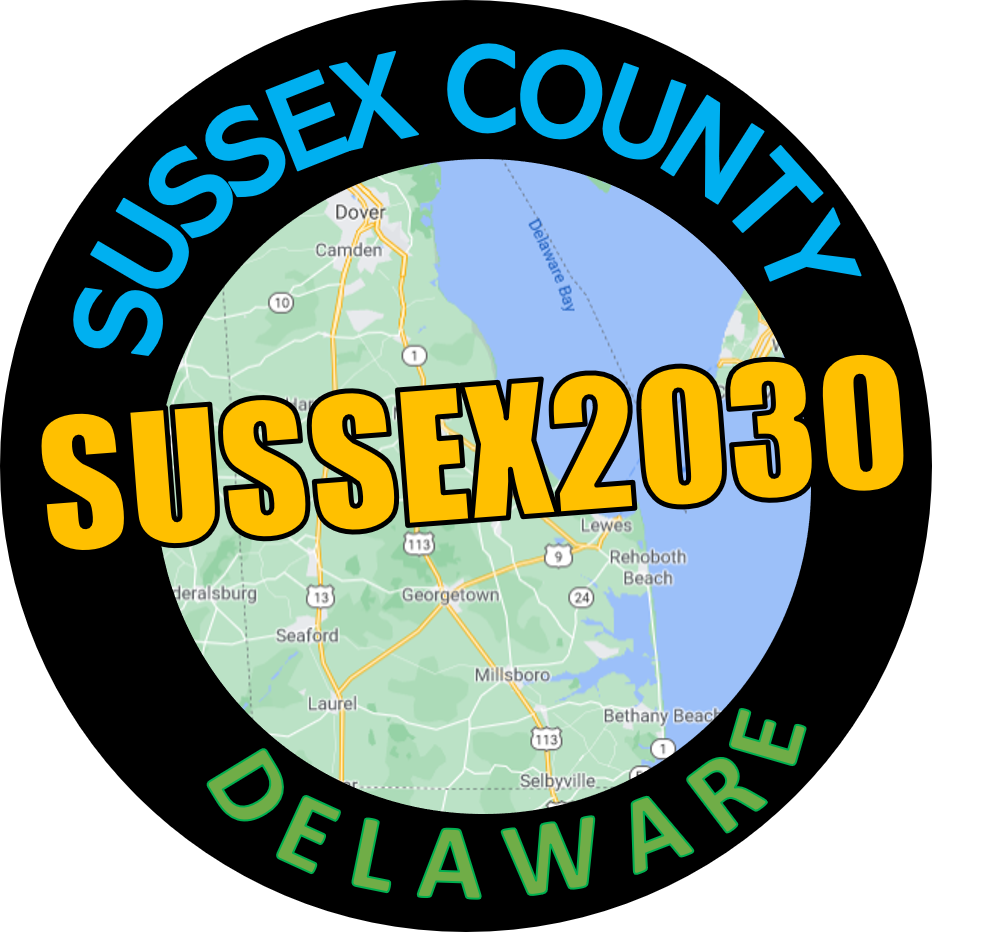 SUSSEX COUNTY
Dover
Camden
Delaware Bay
10
1
SUSSEX2030
Lewes
113
9
Rehoboth
Beach
deralsburg
13
Georgetown
24
Seaford
Millsboro
Laurel
Bethany Beach
113
1
Selbyville
DELAWARE